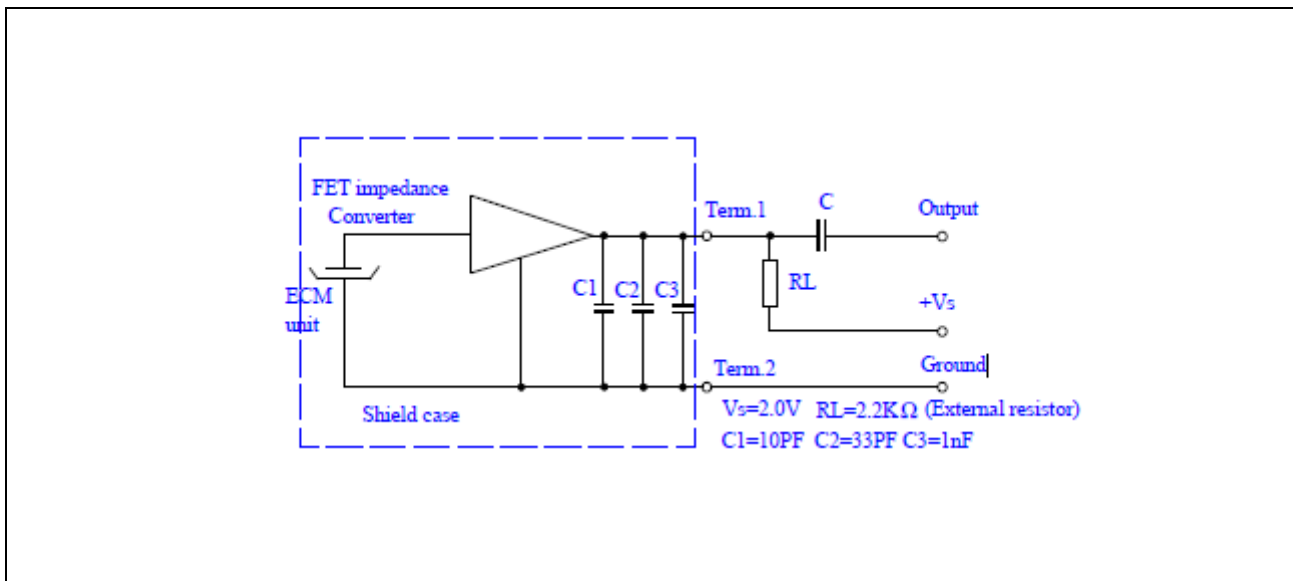 FET impedance
Converter
Term.1
C
Output
C1
C2
C3
RL
ECM
unit
+Vs
Term.2
Ground
Shield case
Vs=2.0V RL=2.2KΩ (External resistor)
C1=10PF C2=33PF C3=1nF